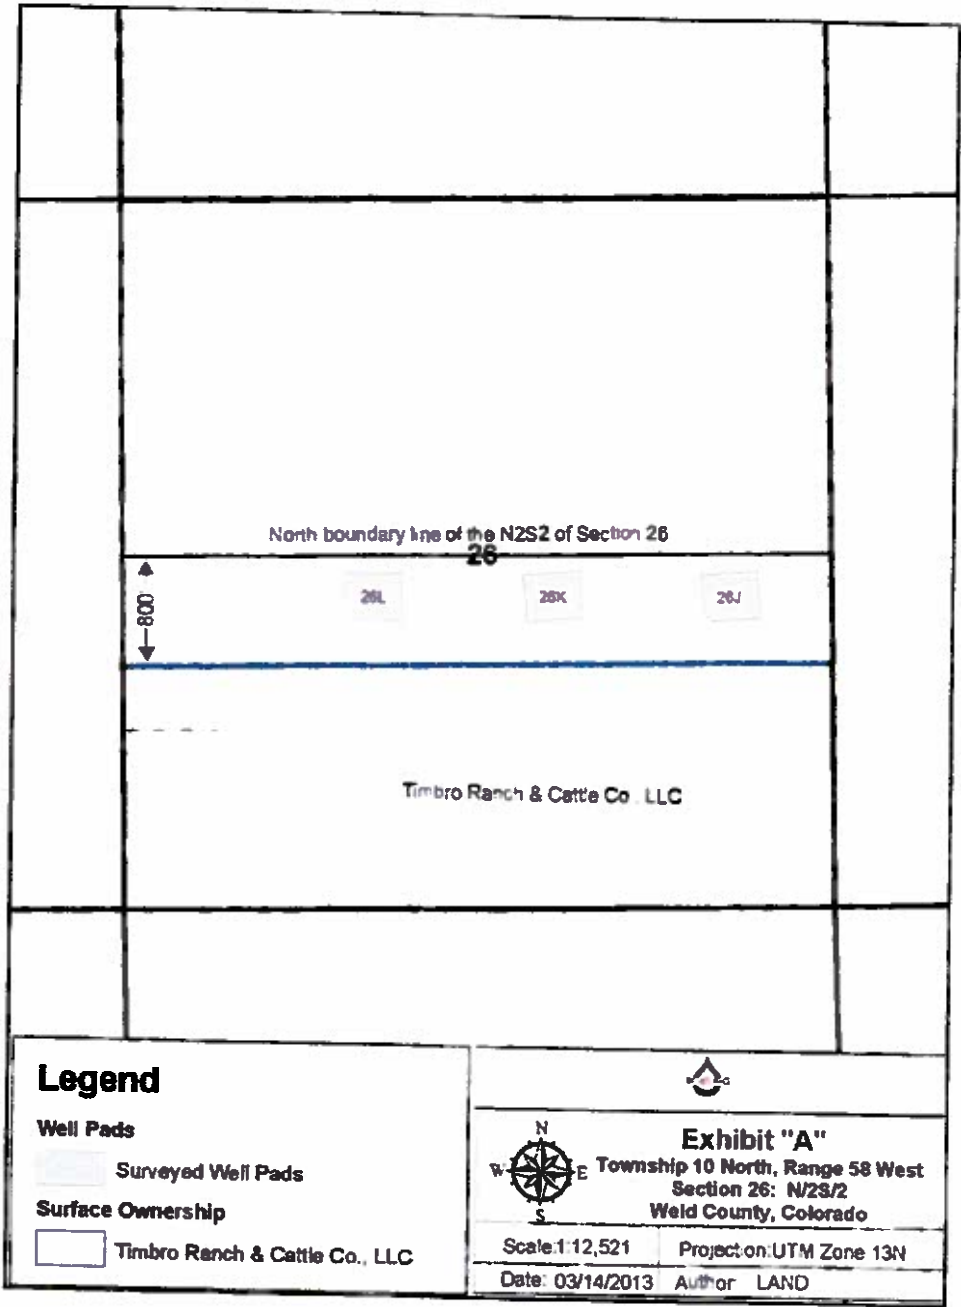 North boundary line of the N2S2 of Section 26
26
800
26L 26K 26J
Timbro Ranch & Cattle Co LLC
Legend
Well Pads
Surveyed Well Pads
Surface Ownership
Timbro Ranch & Cattle Co., LLC
N
W E
S
Exhibit "A"
Township 10 North, Range 58 West
Section 26: N/2S/2
Weld County, Colorado
Scale:1:12,521 Projection:UTM Zone 13N
Date: 03/14/2013 Author LAND